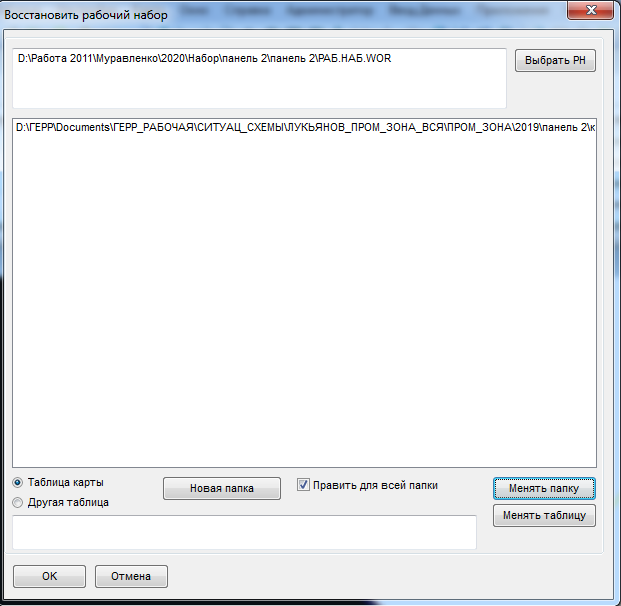 Восстановить рабочий набор
D:\Работа 2011\Муравленко\2020\Набор\панель 2\панель 2\РАБ.НАБ.WOR
Выбрать РН
D:\ГЕРР\Documents\ГЕРР_РАБОЧАЯ\СИТУАЦ_СХЕМЫ\ЛУКЬЯНОВ_ПРОМ_ЗОНА_ВСЯ\ПРОМ_ЗОНА\2019\панель 2\к
Таблица карты
Новая папка
Править для всей папки
Менять папку
Другая таблица
Менять таблицу
OK
Отмена